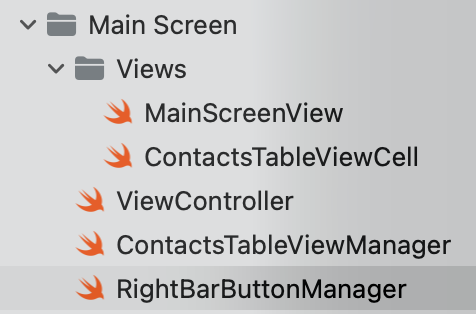 Main Screen
Views
MainScreenView
ContactsTableViewCell
ViewController
ContactsTableViewManager
RightBarButtonManager